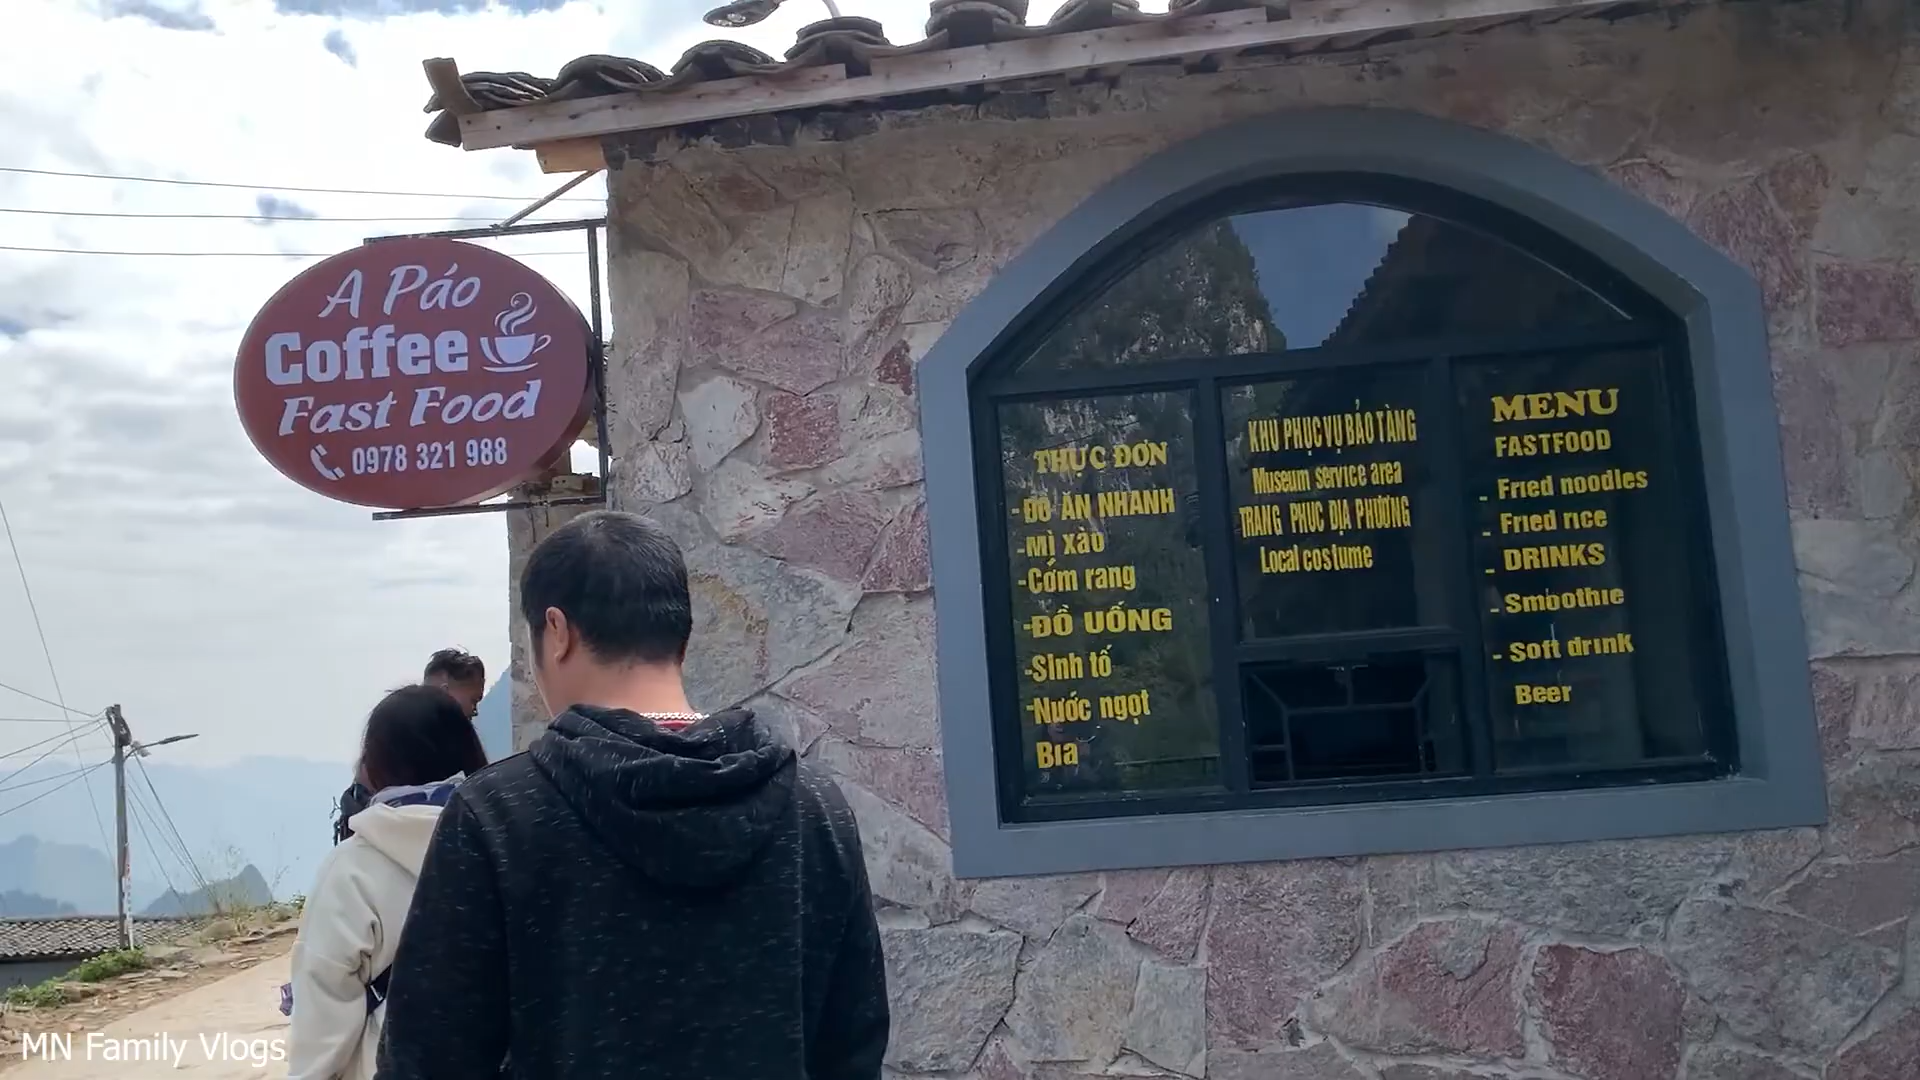 A Páo
Coffee
Fast Food
0978 321 988
THỰC ĐƠN
-ĐỒ ĂN NHANH
-Mì xào
-Cơm rang
-ĐỒ UỐNG
-Sinh tố
-Nước ngọt
Bia
KHU PHỤC VỤ BẢO TÀNG
Museum service area
TRANG PHỤC ĐỊA PHƯƠNG
Local costume
MENU
FASTFOOD
- Fried noodles
- Fried rice
- DRINKS
- Smoothie
- Soft drink
Beer
MN Family Vlogs